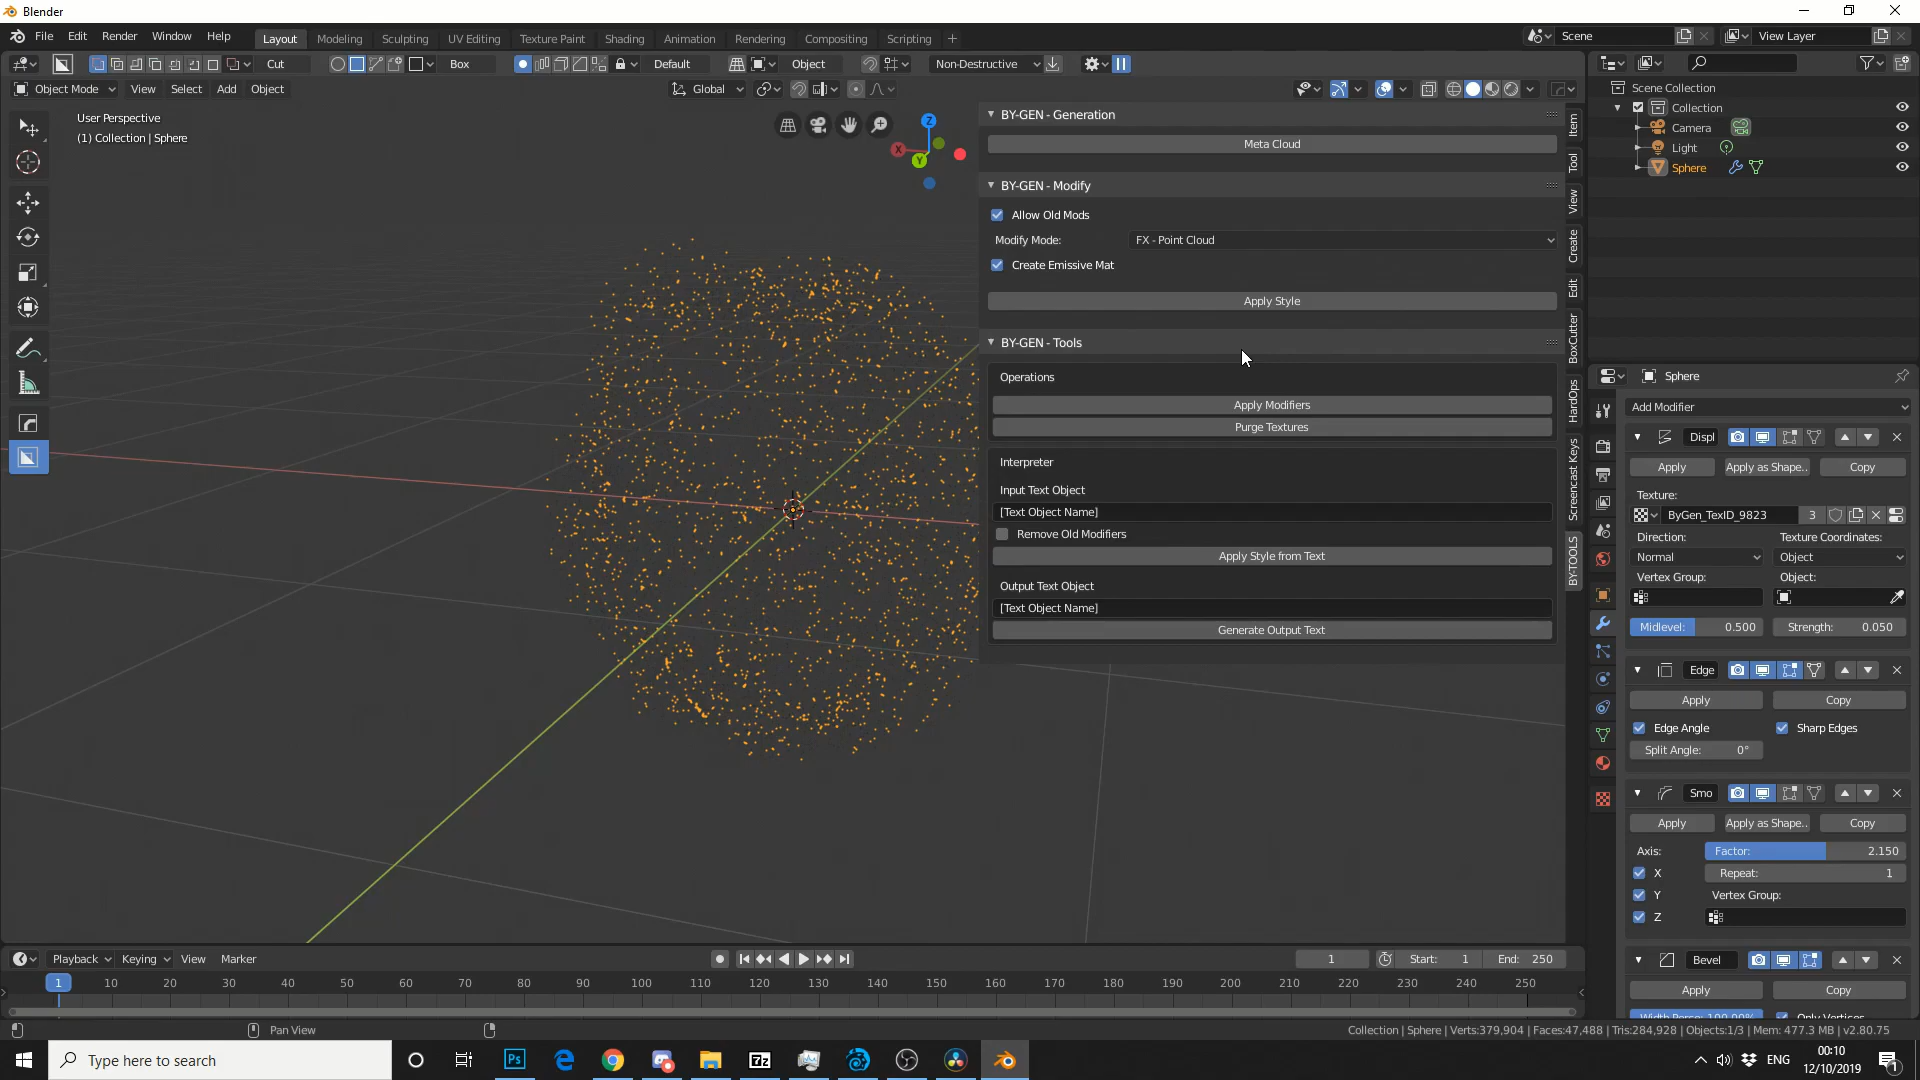 Blender
File Edit Render Window Help
Layout Modeling Sculpting UV Editing Texture Paint Shading Animation Rendering Compositing Scripting +
Scene
View Layer
Cut Box Default Object Non-Destructive
Object Mode View Select Add Object
Global
User Perspective
(1) Collection | Sphere
Z
X
Y
BY-GEN - Generation
Meta Cloud
BY-GEN - Modify
Allow Old Mods
Modify Mode: FX - Point Cloud
Create Emissive Mat
Apply Style
BY-GEN - Tools
Operations
Apply Modifiers
Purge Textures
Interpreter
Input Text Object
[Text Object Name]
Remove Old Modifiers
Apply Style from Text
Output Text Object
[Text Object Name]
Generate Output Text
Item
Tool
View
Create
Edit
BoxCutter
HardOps
Screencast Keys
BY-TOOLS
Scene Collection
Collection
Camera
Light
Sphere
Sphere
Add Modifier
Displ
Apply Apply as Shape.. Copy
Texture:
ByGen_TexID_9823 3
Direction: Texture Coordinates:
Normal Object
Vertex Group: Object:
Midlevel: 0.500 Strength: 0.050
Edge
Apply Copy
Edge Angle Sharp Edges
Split Angle: 0°
Smo
Apply Apply as Shape.. Copy
Axis: Factor: 2.150
X Repeat: 1
Y Vertex Group:
Z
Bevel
Apply Copy
Playback Keying View Marker
1 Start: 1 End: 250
1 10 20 30 40 50 60 70 80 90 100 110 120 130 140 150 160 170 180 190 200 210 220 230 240 250
Pan View
Collection | Sphere | Verts:379,904 | Faces:47,488 | Tris:284,928 | Objects:1/3 | Mem: 477.3 MB | v2.80.75
Type here to search
Ps
7z
ENG
00:10
12/10/2019
1